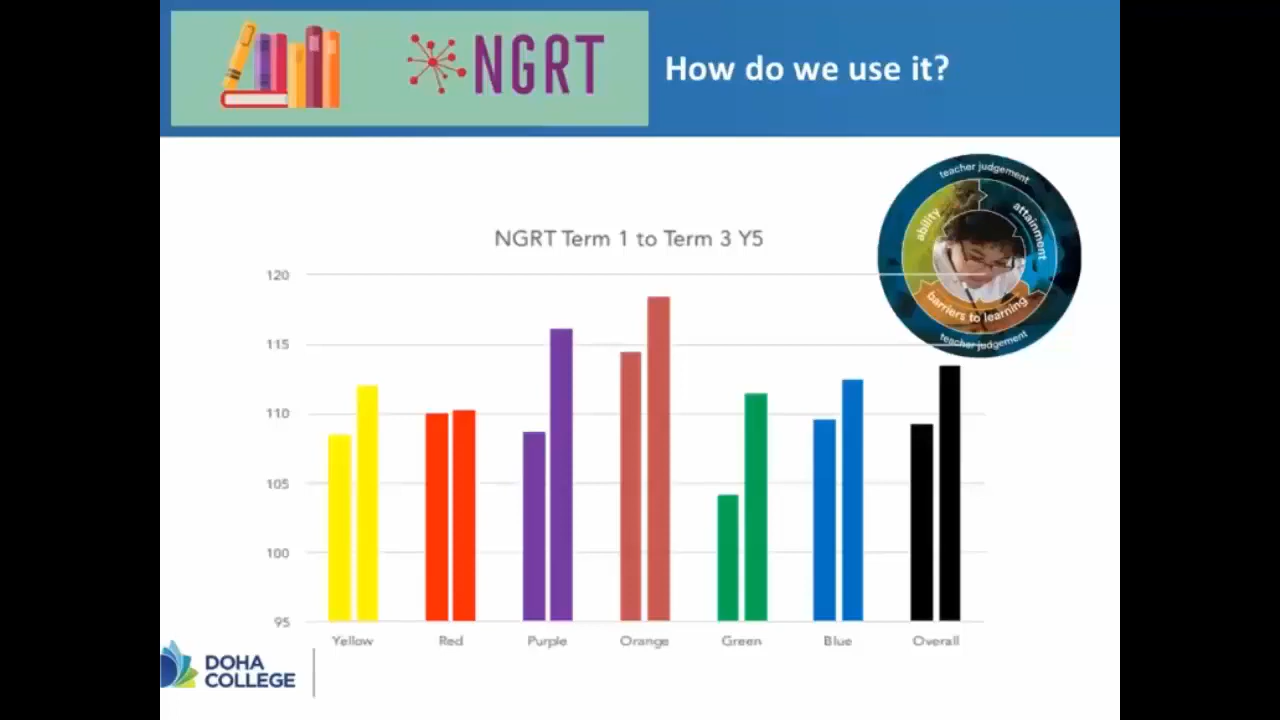 NGRT
How do we use it?
teacher judgement
ability
attainment
barriers to learning
teacher judgement
NGRT Term 1 to Term 3 Y5
120
115
110
105
100
95
Yellow
Red
Purple
Orange
Green
Blue
Overall
DOHA
COLLEGE